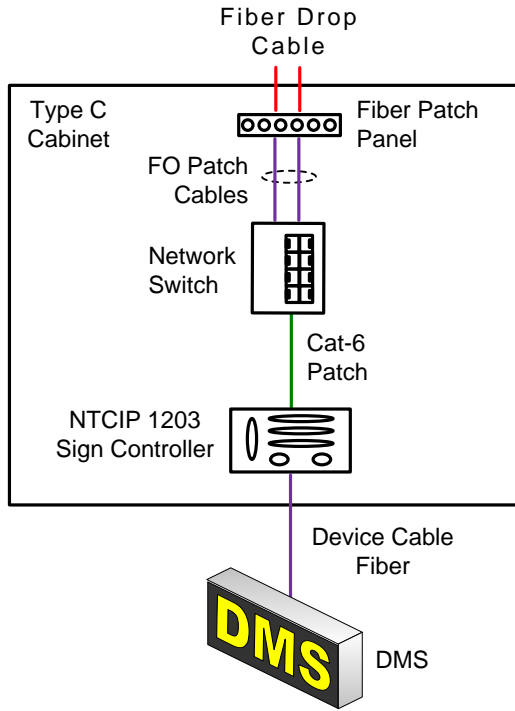 Fiber Drop
Cable
Type C
Cabinet
Fiber Patch
Panel
FO Patch
Cables
Network
Switch
Cat-6
Patch
NTCIP 1203
Sign Controller
Device Cable
Fiber
DMS
DMS